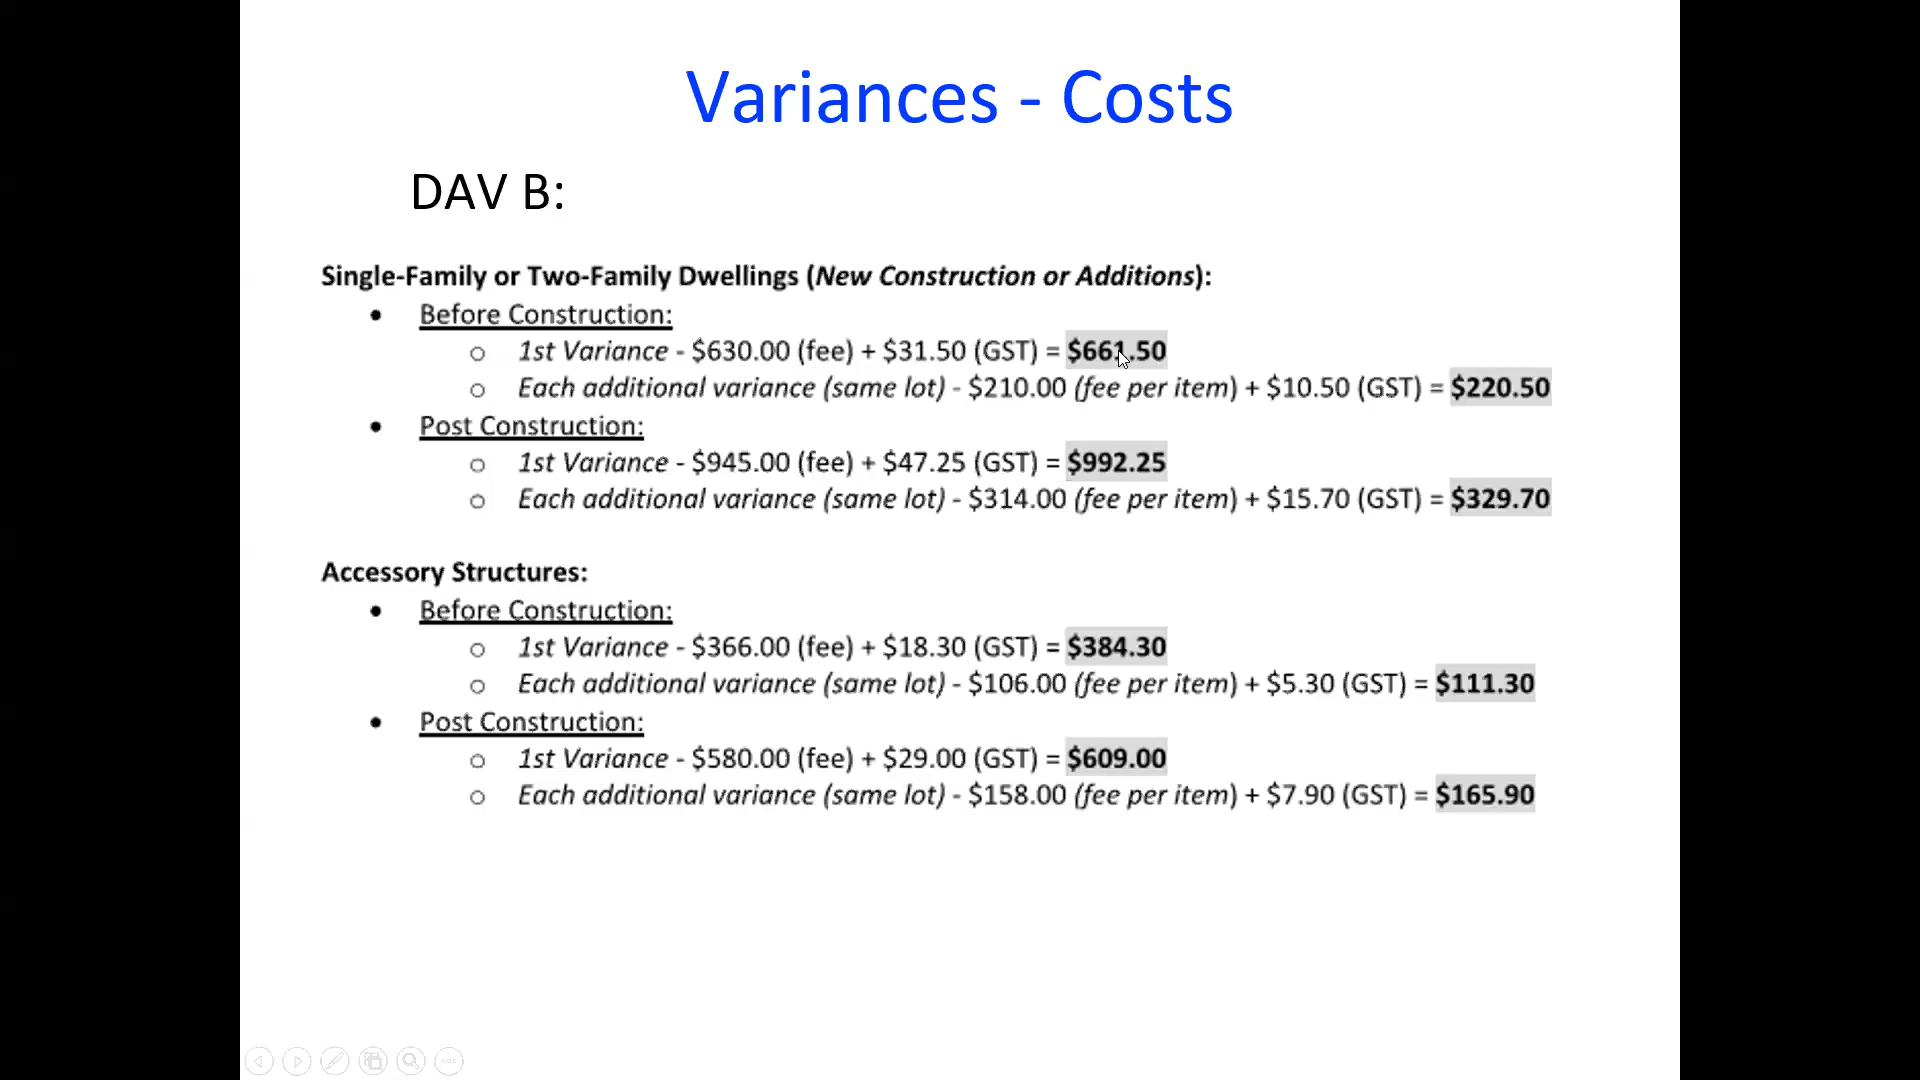 Variances - Costs
DAV B:
Single-Family or Two-Family Dwellings (New Construction or Additions):
• Before Construction:
o 1st Variance - $630.00 (fee) + $31.50 (GST) = $661.50
o Each additional variance (same lot) - $210.00 (fee per item) + $10.50 (GST) = $220.50
• Post Construction:
o 1st Variance - $945.00 (fee) + $47.25 (GST) = $992.25
o Each additional variance (same lot) - $314.00 (fee per item) + $15.70 (GST) = $329.70
Accessory Structures:
• Before Construction:
o 1st Variance - $366.00 (fee) + $18.30 (GST) = $384.30
o Each additional variance (same lot) - $106.00 (fee per item) + $5.30 (GST) = $111.30
• Post Construction:
o 1st Variance - $580.00 (fee) + $29.00 (GST) = $609.00
o Each additional variance (same lot) - $158.00 (fee per item) + $7.90 (GST) = $165.90